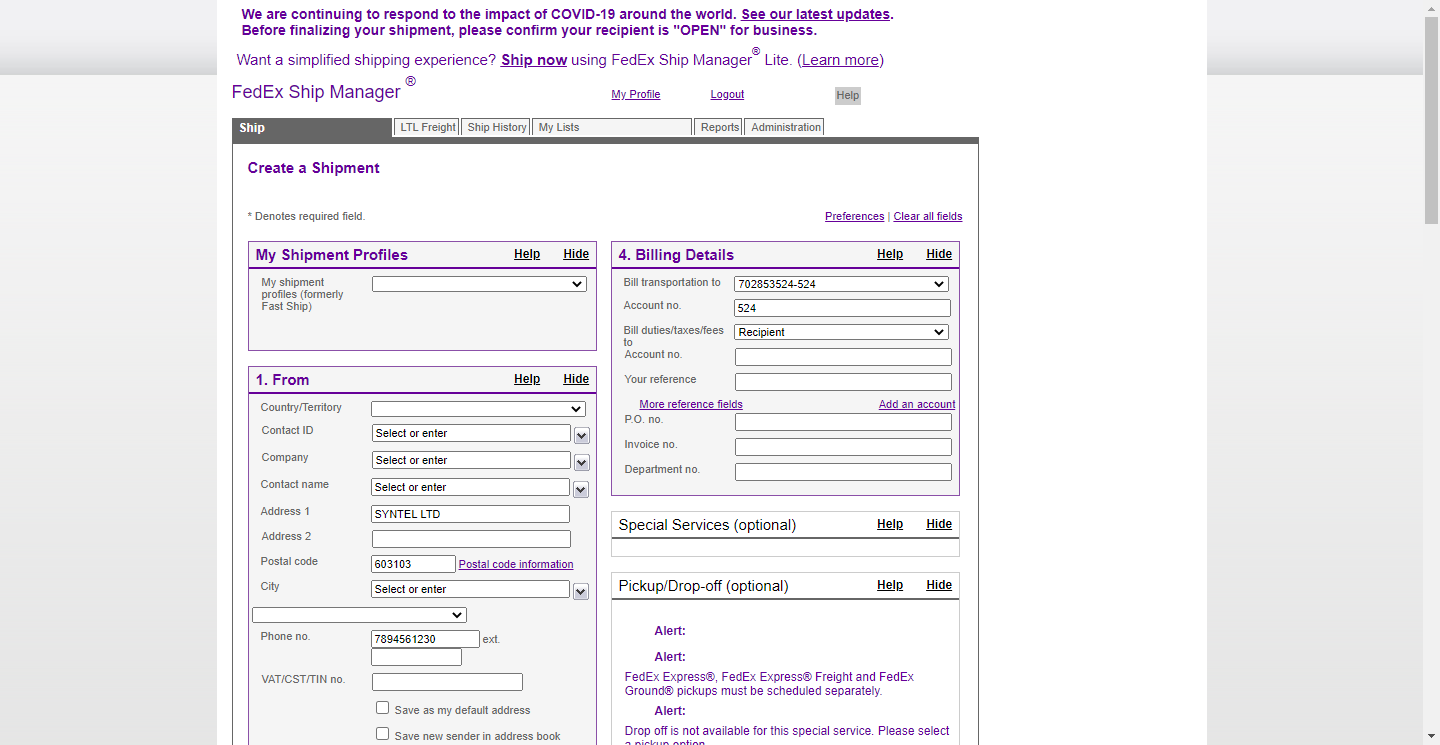 We are continuing to respond to the impact of COVID-19 around the world. See our latest updates.
Before finalizing your shipment, please confirm your recipient is "OPEN" for business.
Want a simplified shipping experience? Ship now using FedEx Ship Manager® Lite. (Learn more)
FedEx Ship Manager ®
My Profile
Logout
Help
Ship
LTL Freight
Ship History
My Lists
Reports
Administration
Create a Shipment
* Denotes required field.
Preferences | Clear all fields
My Shipment Profiles
Help
Hide
My shipment
profiles (formerly
Fast Ship)
1. From
Help
Hide
Country/Territory
Contact ID
Select or enter
Company
Select or enter
Contact name
Select or enter
Address 1
SYNTEL LTD
Address 2
Postal code
603103
Postal code information
City
Select or enter
Phone no.
7894561230
ext.
VAT/CST/TIN no.
Save as my default address
Save new sender in address book
4. Billing Details
Help
Hide
Bill transportation to
702853524-524
Account no.
524
Bill duties/taxes/fees
to
Recipient
Account no.
Your reference
More reference fields
Add an account
P.O. no.
Invoice no.
Department no.
Special Services (optional)
Help
Hide
Pickup/Drop-off (optional)
Help
Hide
Alert:
Alert:
FedEx Express®, FedEx Express® Freight and FedEx
Ground® pickups must be scheduled separately.
Alert:
Drop off is not available for this special service. Please select
a pickup option.